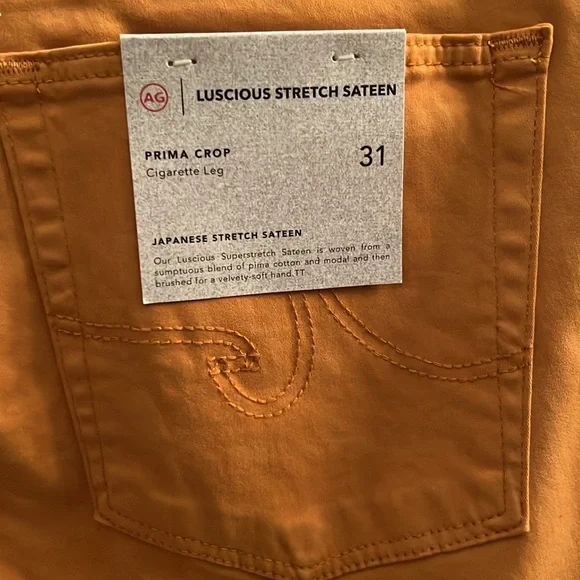 AG LUSCIOUS STRETCH SATEEN
PRIMA CROP 31
Cigarette Leg
JAPANESE STRETCH SATEEN
Our Luscious Superstretch Sateen is woven from a
sumptuous blend of pima cotton and modal and then
brushed for a velvety-soft hand.TT